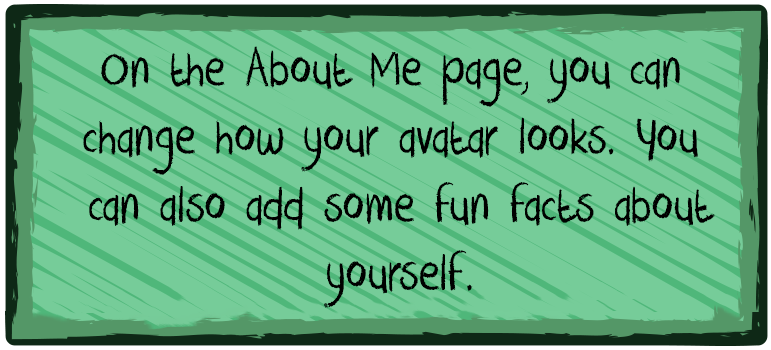 On the About Me page, you can
change how your avatar looks. You
can also add some fun facts about
yourself.